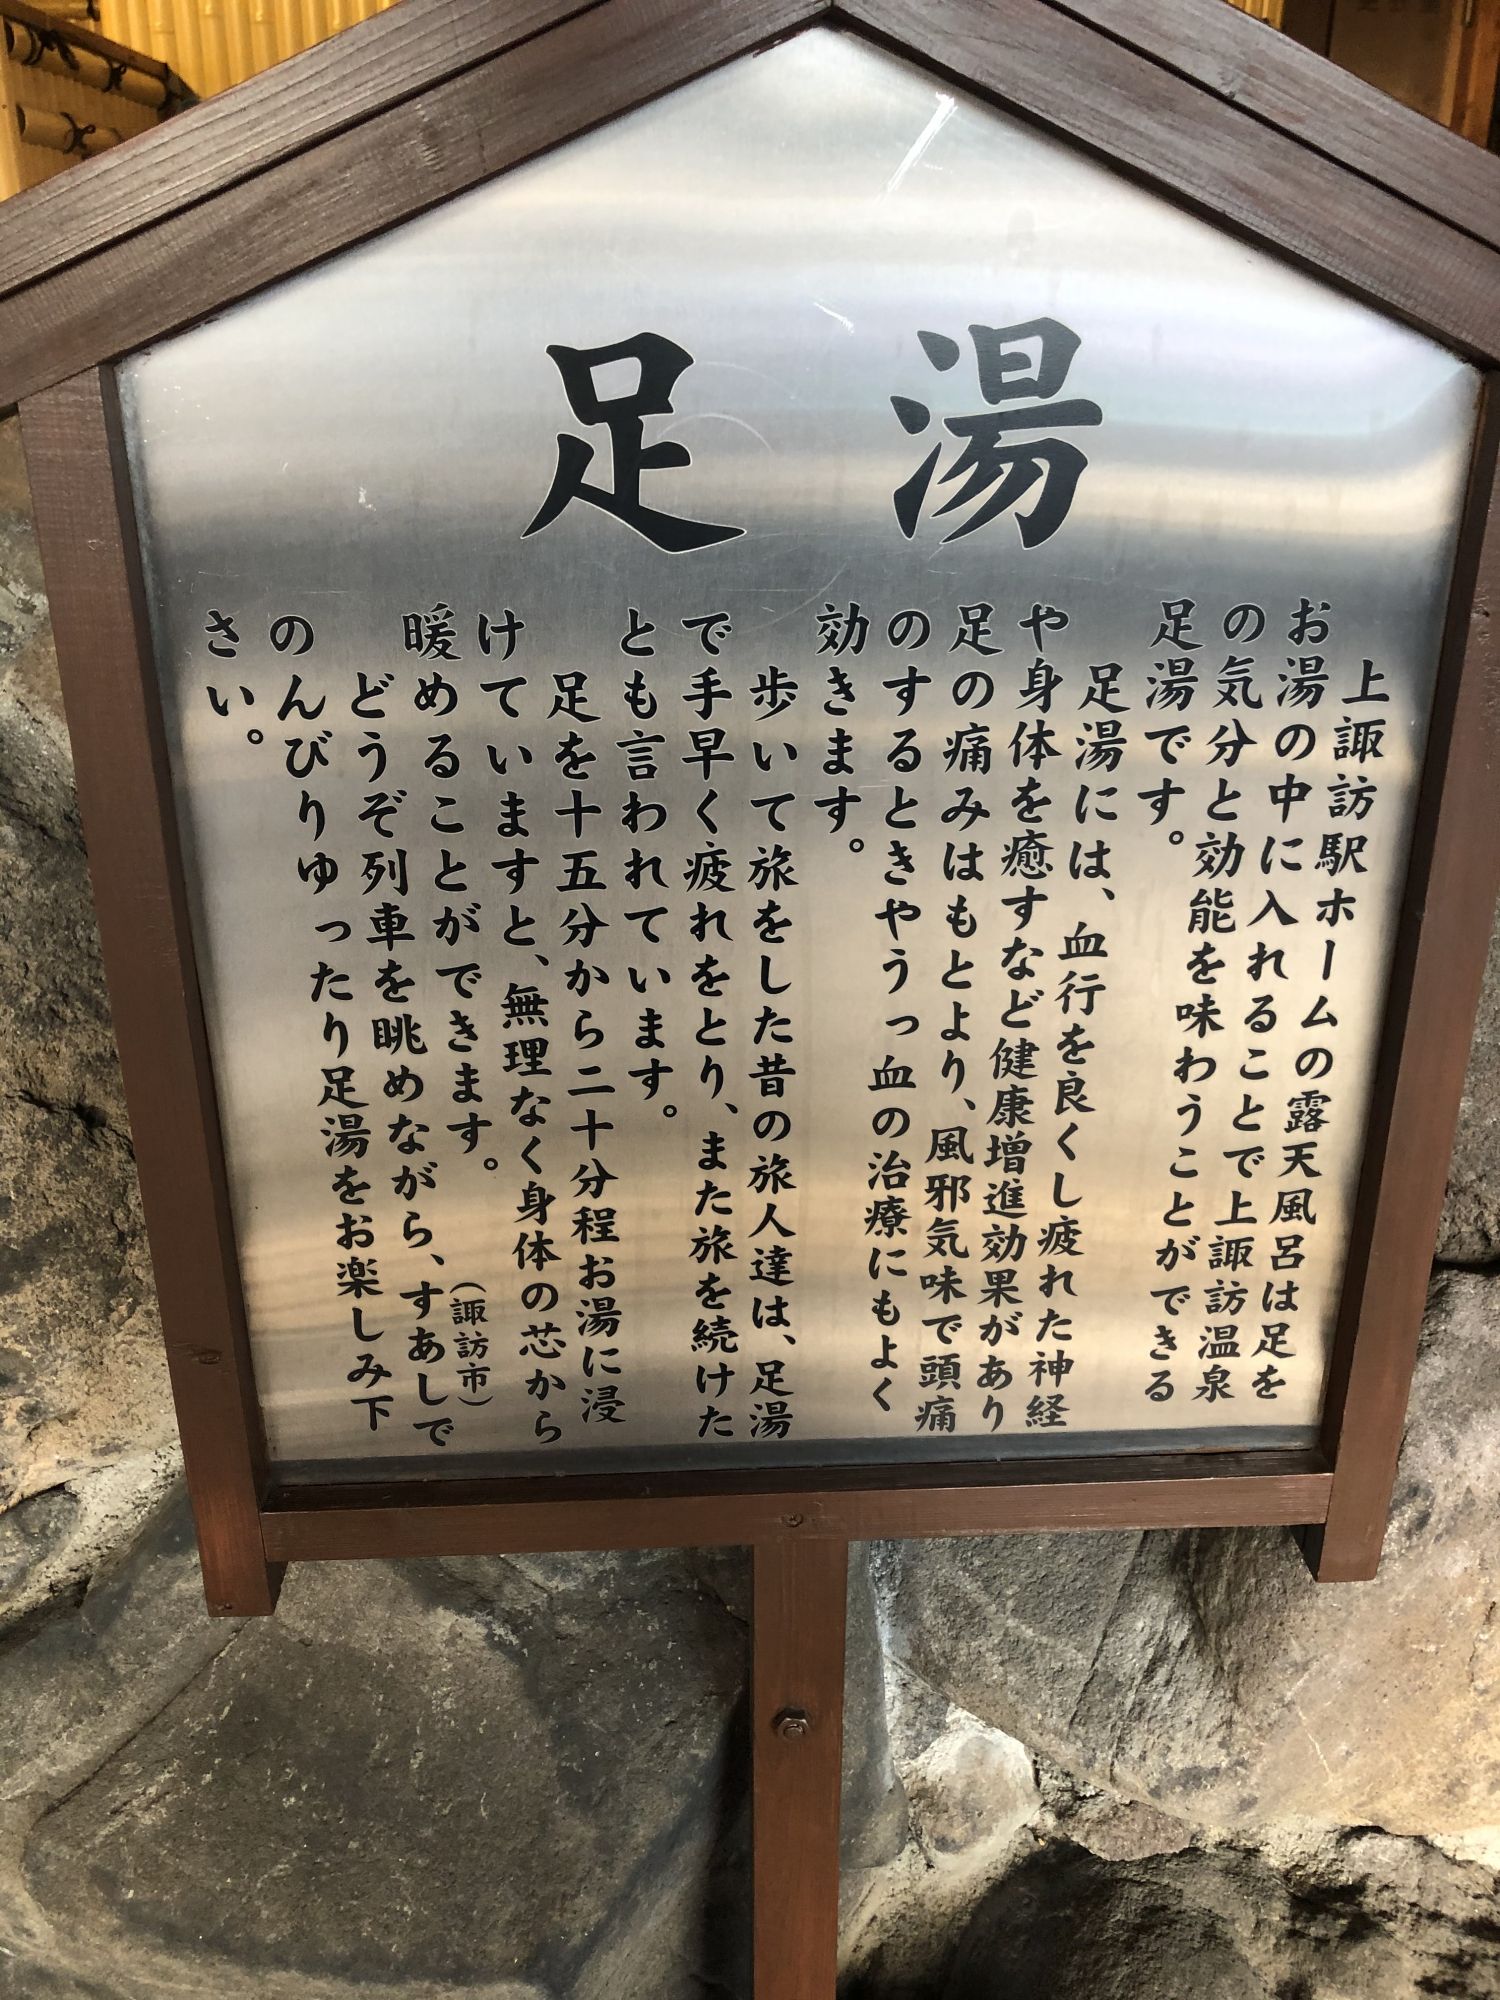 足湯
上諏訪駅ホームの露天風呂は足を
お湯の中に入れることで上諏訪温泉
の気分と効能を味わうことができる
足湯です。
足湯には、血行を良くし疲れた神経
や身体を癒すなど健康増進効果があり
足の痛みはもとより、風邪気味で頭痛
のするときやうっ血の治療にもよく
効きます。
歩いて旅をした昔の旅人達は、足湯
で手早く疲れをとり、また旅を続けた
とも言われています。
足を十五分から二十分程お湯に浸
けていますと、無理なく身体の芯から
暖めることができます。
どうぞ列車を眺めながら、すあしで
のんびりゆったり足湯をお楽しみ下
さい。
（諏訪市）